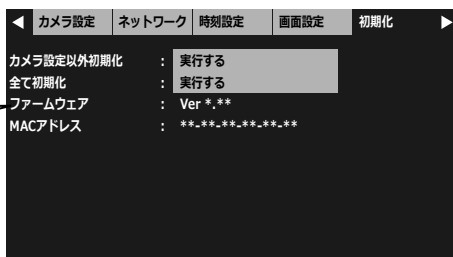 ◀ カメラ設定 ネットワーク 時刻設定 画面設定 初期化 ▶
カメラ設定以外初期化 : 実行する
全て初期化 : 実行する
ファームウェア : Ver *.**
MACアドレス : **-**-**-**-**-**